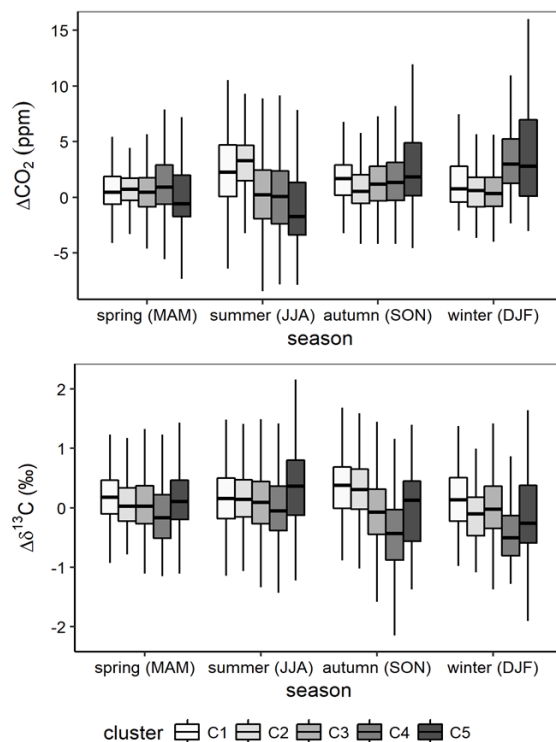 ΔCO₂ (ppm)
15
10
5
0
-5
spring (MAM) summer (JJA) autumn (SON) winter (DJF)
season
Δδ¹³C (‰)
2
1
0
-1
-2
spring (MAM) summer (JJA) autumn (SON) winter (DJF)
season
cluster C1 C2 C3 C4 C5